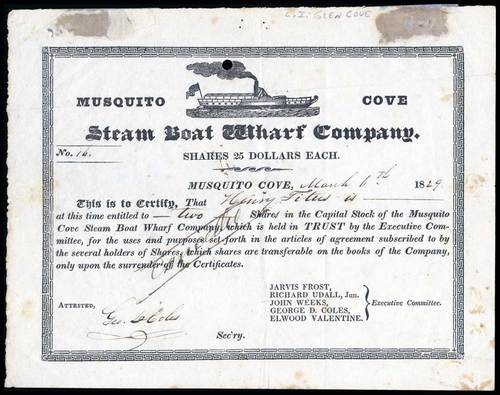 L.I. GLEN COVE
MUSQUITO COVE
Steam Boat Wharf Company.
No. 16.
SHARES 25 DOLLARS EACH.
MUSQUITO COVE, March 6th 1829
This is to Certify, That Henry Titus is
at this time entitled to two Shares in the Capital Stock of the Musquito
Cove Steam Boat Wharf Company, which is held in TRUST by the Executive Com-
mittee, for the uses and purposes set forth in the articles of agreement subscribed to by
the several holders of Shares, which shares are transferable on the books of the Company,
only upon the surrender of the Certificates.
JARVIS FROST,
RICHARD UDALL, Jun.
JOHN WEEKS,
GEORGE D. COLES,
ELWOOD VALENTINE.
Executive Committee.
ATTESTED,
Geo. D Coles
Sec'ry.